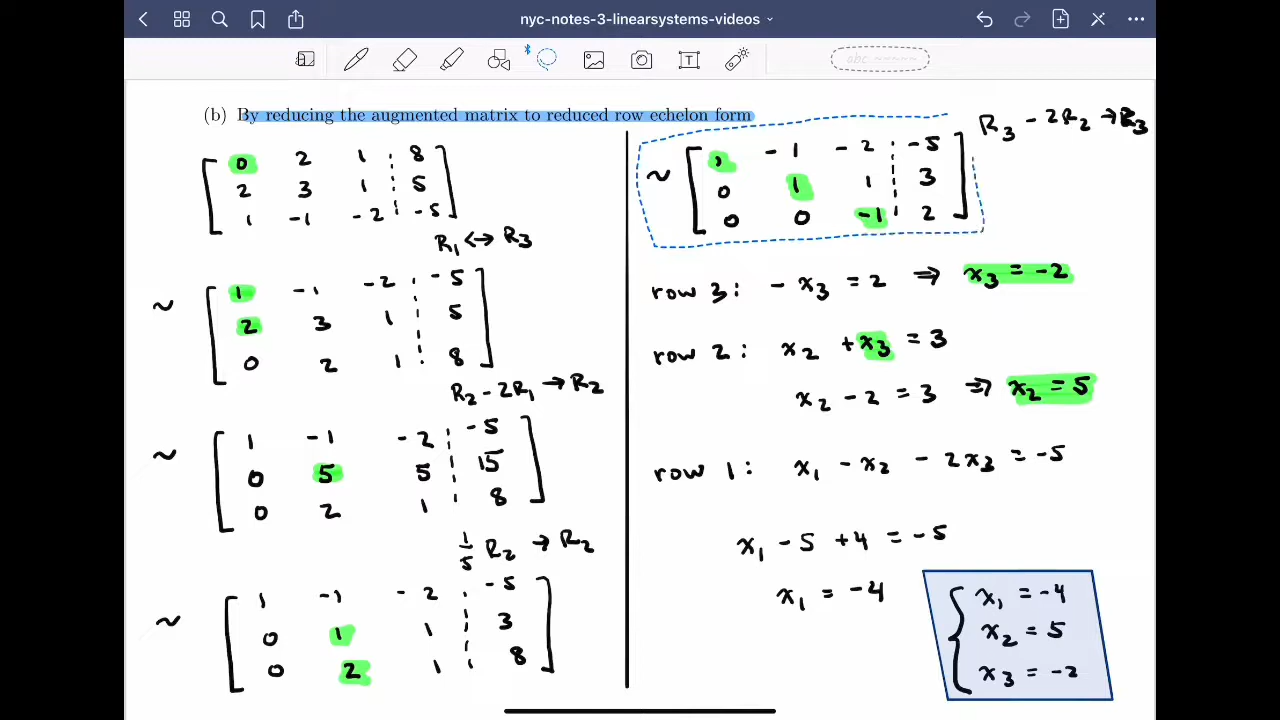 nyc-notes-3-linearsystems-videos
abc
(b) By reducing the augmented matrix to reduced row echelon form
0 2 1 8
2 3 1 5
1 -1 -2 -5
R₁ ↔ R₃
~
1 -1 -2 -5
2 3 1 5
0 2 1 8
R₂ - 2R₁ → R₂
~
1 -1 -2 -5
0 5 5 15
0 2 1 8
1/5 R₂ → R₂
~
1 -1 -2 -5
0 1 1 3
0 2 1 8
R₃ - 2R₂ → R₃
~
1 -1 -2 -5
0 1 1 3
0 0 -1 2
row 3: - x₃ = 2 ⇒ x₃ = -2
row 2: x₂ + x₃ = 3
x₂ - 2 = 3 ⇒ x₂ = 5
row 1: x₁ - x₂ - 2x₃ = -5
x₁ - 5 + 4 = -5
x₁ = -4
x₁ = -4
x₂ = 5
x₃ = -2